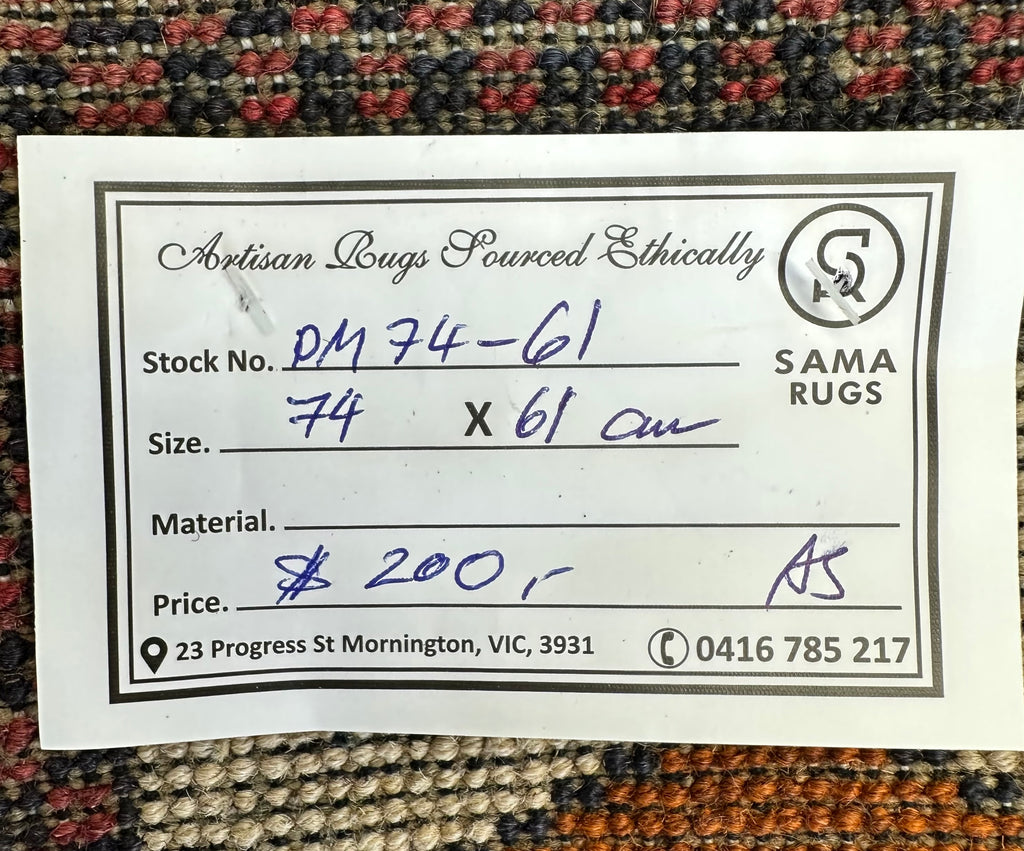 Artisan Rugs Sourced Ethically
SAMA
RUGS
Stock No. DM 74-61
Size. 74 X 61 cm
Material.
Price. $ 200,- AS
23 Progress St Mornington, VIC, 3931
0416 785 217